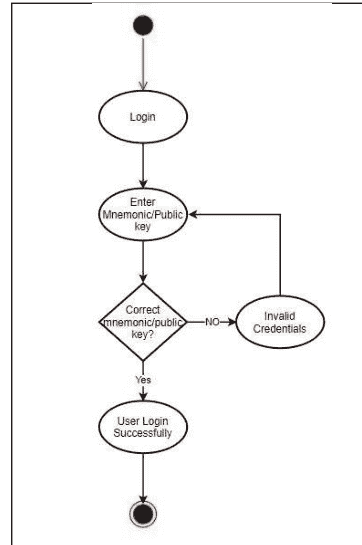 Login
Enter
Mnemonic/Public
key
Correct
mnemonic/public
key?
NO
Invalid
Credentials
Yes
User Login
Successfully